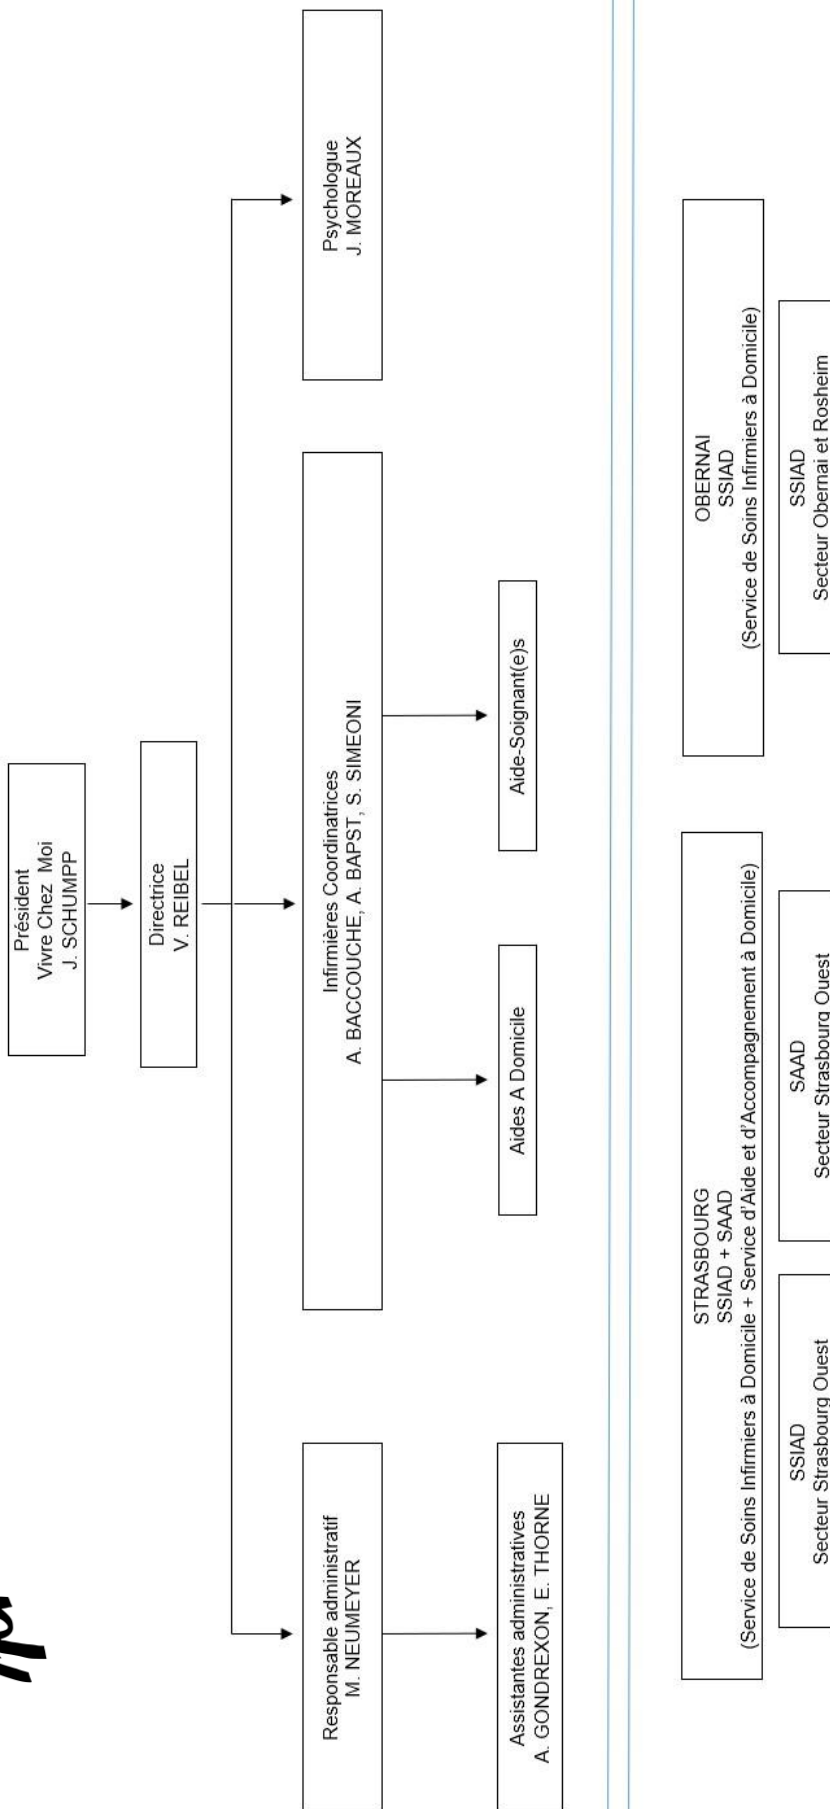 Président
Vivre Chez Moi
J. SCHUMPP
Directrice
V. REIBEL
Responsable administratif
M. NEUMEYER
Infirmières Coordinatrices
A. BACCOUCHE, A. BAPST, S. SIMEONI
Psychologue
J. MOREAUX
Assistantes administratives
A. GONDREXON, E. THORNE
Aides A Domicile
Aide-Soignant(e)s
STRASBOURG
SSIAD + SAAD
(Service de Soins Infirmiers à Domicile + Service d'Aide et d'Accompagnement à Domicile)
OBERNAI
SSIAD
(Service de Soins Infirmiers à Domicile)
SSIAD
Secteur Strasbourg Ouest
SAAD
Secteur Strasbourg Ouest
SSIAD
Secteur Obernai et Rosheim